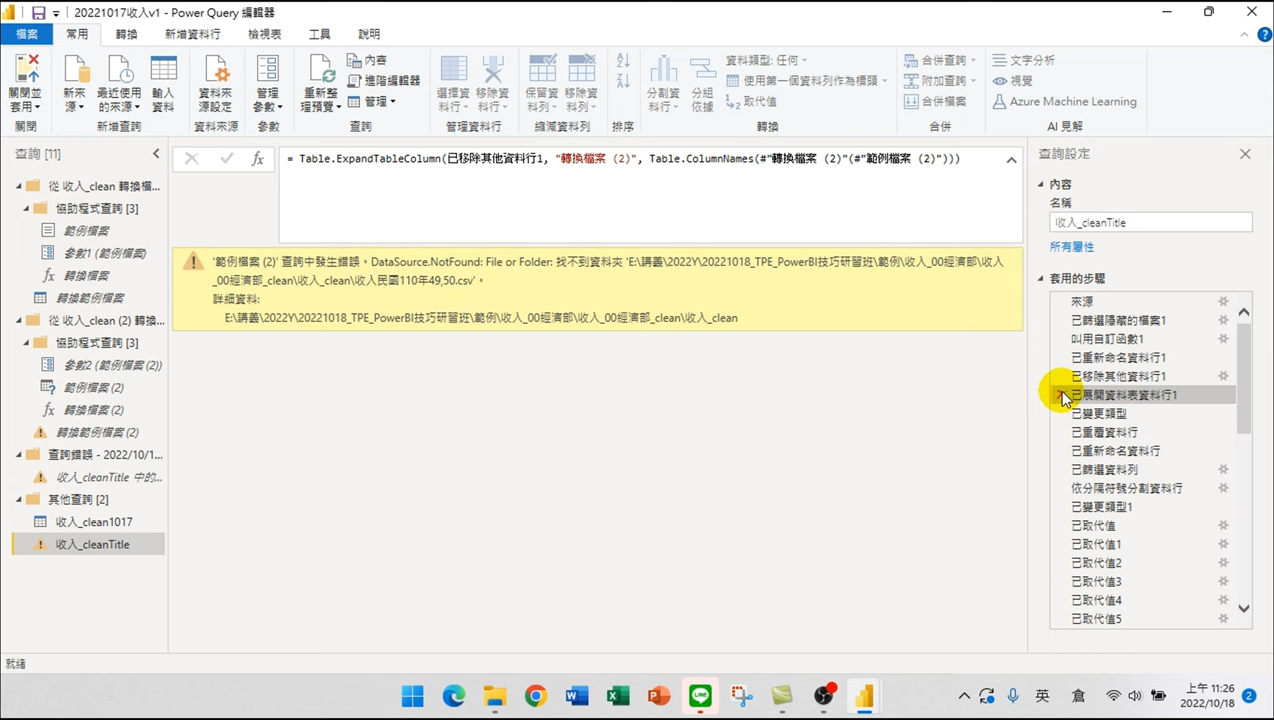 20221017收入v1 - Power Query 編輯器
檔案 常用 轉換 新增資料行 檢視表 工具 說明
關閉並套用 新來源 最近使用的來源 輸入資料 資料來源設定 管理參數 重新整理預覽 內容 進階編輯器 管理 選擇資料行 移除資料行 保留資料列 移除資料列 分割資料行 分組依據 資料類型: 任何 使用第一個資料列作為標頭 取代值 合併查詢 附加查詢 合併檔案 文字分析 視覺 Azure Machine Learning
關閉 新增查詢 資料來源 參數 查詢 管理資料行 縮減資料列 排序 轉換 合併 AI 見解
查詢 [11]
從 收入_clean 轉換檔...
協助程式查詢 [3]
範例檔案
參數1 (範例檔案)
轉換檔案
轉換範例檔案
從 收入_clean (2) 轉換...
協助程式查詢 [3]
參數2 (範例檔案 (2))
範例檔案 (2)
轉換檔案 (2)
轉換範例檔案 (2)
查詢錯誤 - 2022/10/1...
收入_cleanTitle 中的...
其他查詢 [2]
收入_clean1017
收入_cleanTitle
= Table.ExpandTableColumn(已移除其他資料行1, "轉換檔案 (2)", Table.ColumnNames(#"轉換檔案 (2)"(#"範例檔案 (2)")))
'範例檔案 (2)' 查詢中發生錯誤。DataSource.NotFound: File or Folder: 找不到資料夾 'E:\講義\2022Y\20221018_TPE_PowerBI技巧研習班\範例\收入_00經濟部\收入
_00經濟部_clean\收入_clean\收入民國110年49,50.csv'。
詳細資料:
E:\講義\2022Y\20221018_TPE_PowerBI技巧研習班\範例\收入_00經濟部\收入_00經濟部_clean\收入_clean
查詢設定
內容
名稱
收入_cleanTitle
所有屬性
套用的步驟
來源
已篩選隱藏的檔案1
叫用自訂函數1
已重新命名資料行1
已移除其他資料行1
已展開資料表資料行1
已變更類型
已重覆資料行
已重新命名資料行
已篩選資料列
依分隔符號分割資料行
已變更類型1
已取代值
已取代值1
已取代值2
已取代值3
已取代值4
已取代值5
就緒
英 倉 上午 11:26
2022/10/18 2